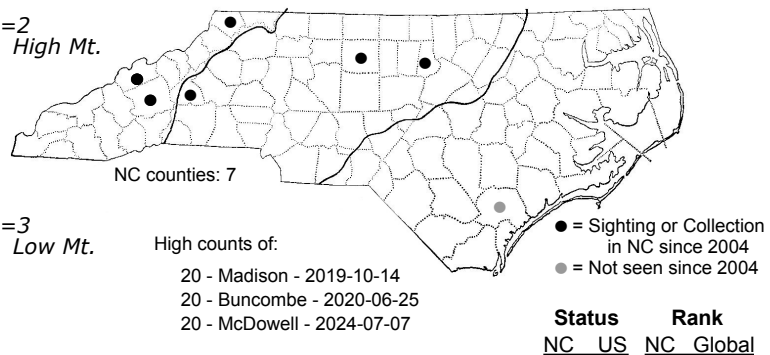 =2
High Mt.
NC counties: 7
=3
Low Mt.
High counts of:
20 - Madison - 2019-10-14
20 - Buncombe - 2020-06-25
20 - McDowell - 2024-07-07
● = Sighting or Collection
in NC since 2004
● = Not seen since 2004
Status Rank
NC US NC Global